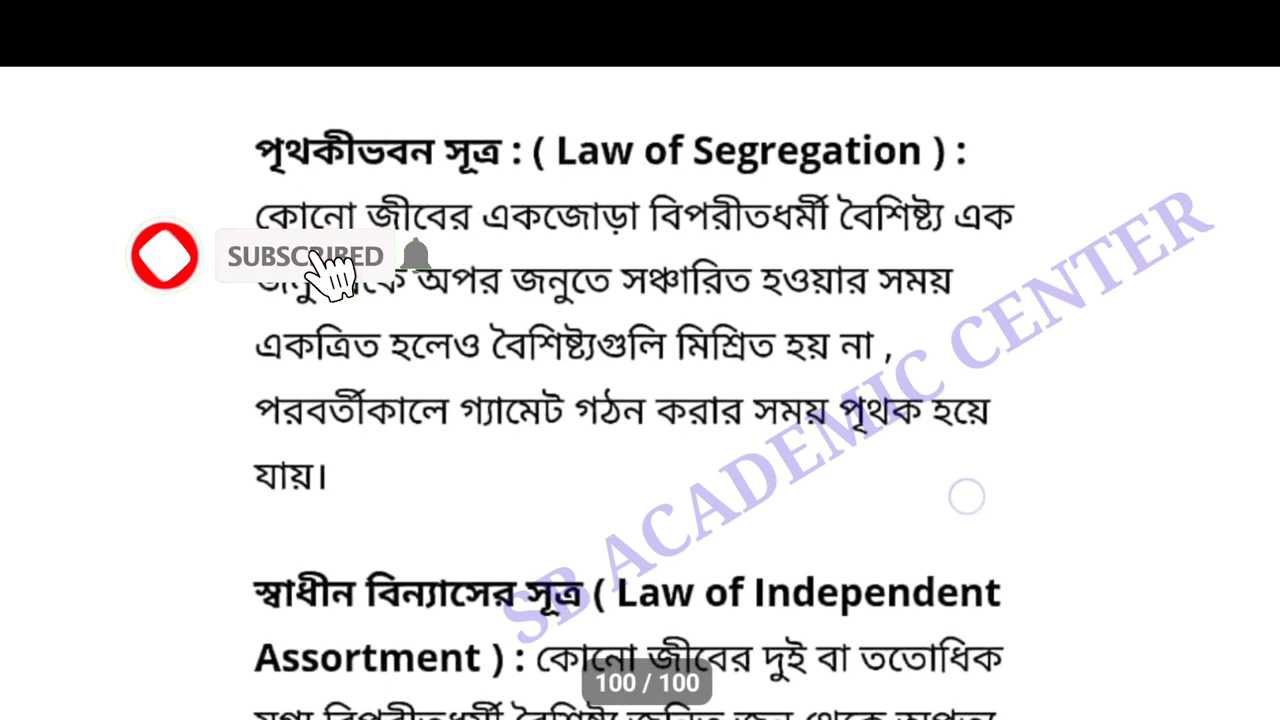 পৃথকীভবন সূত্র : ( Law of Segregation ) :
কোনো জীবের একজোড়া বিপরীতধর্মী বৈশিষ্ট্য এক
SUBSCRIBED
অপর জনুতে সঞ্চারিত হওয়ার সময়
একত্রিত হলেও বৈশিষ্ট্যগুলি মিশ্রিত হয় না ,
পরবর্তীকালে গ্যামেট গঠন করার সময় পৃথক হয়ে
যায়।
SB ACADEMIC CENTER
স্বাধীন বিন্যাসের সূত্র ( Law of Independent
Assortment ) : কোনো জীবের দুই বা ততোধিক
100 / 100